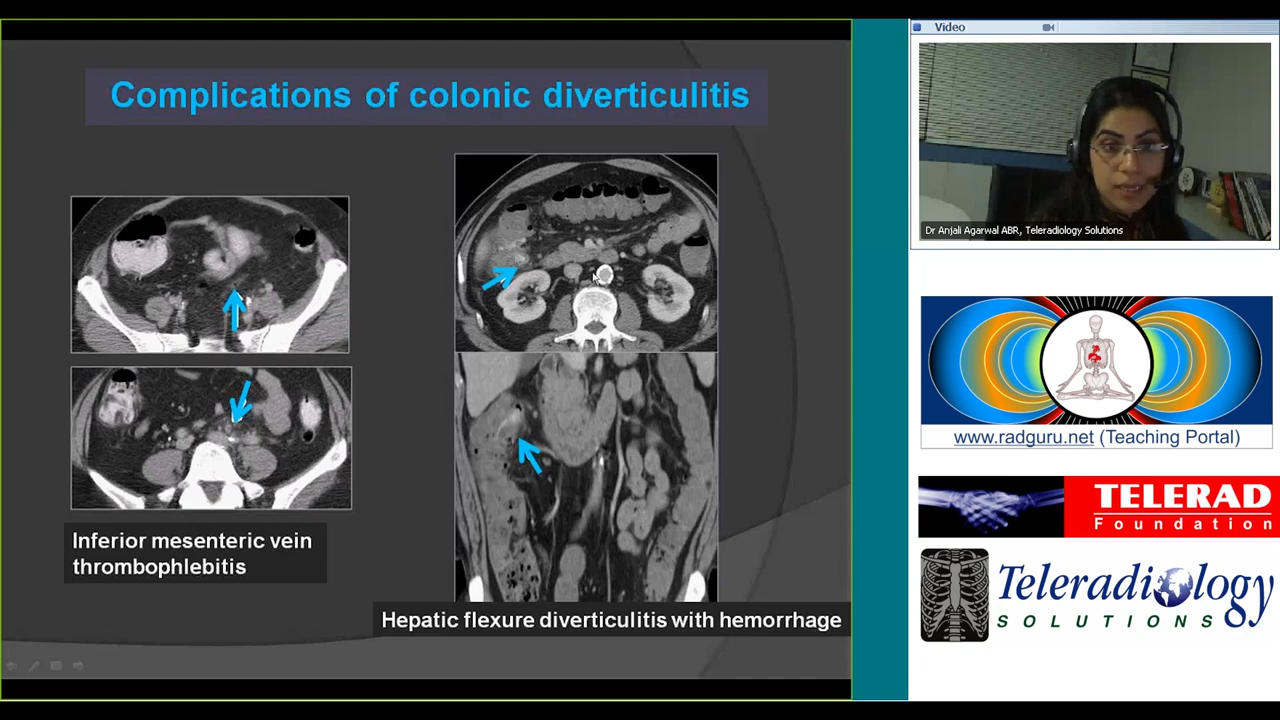 Complications of colonic diverticulitis
Inferior mesenteric vein
thrombophlebitis
Hepatic flexure diverticulitis with hemorrhage
Video
Dr Anjali Agarwal ABR, Teleradiology Solutions
www.radguru.net (Teaching Portal)
TELERAD
Foundation
Teleradiology
SOLUTIONS